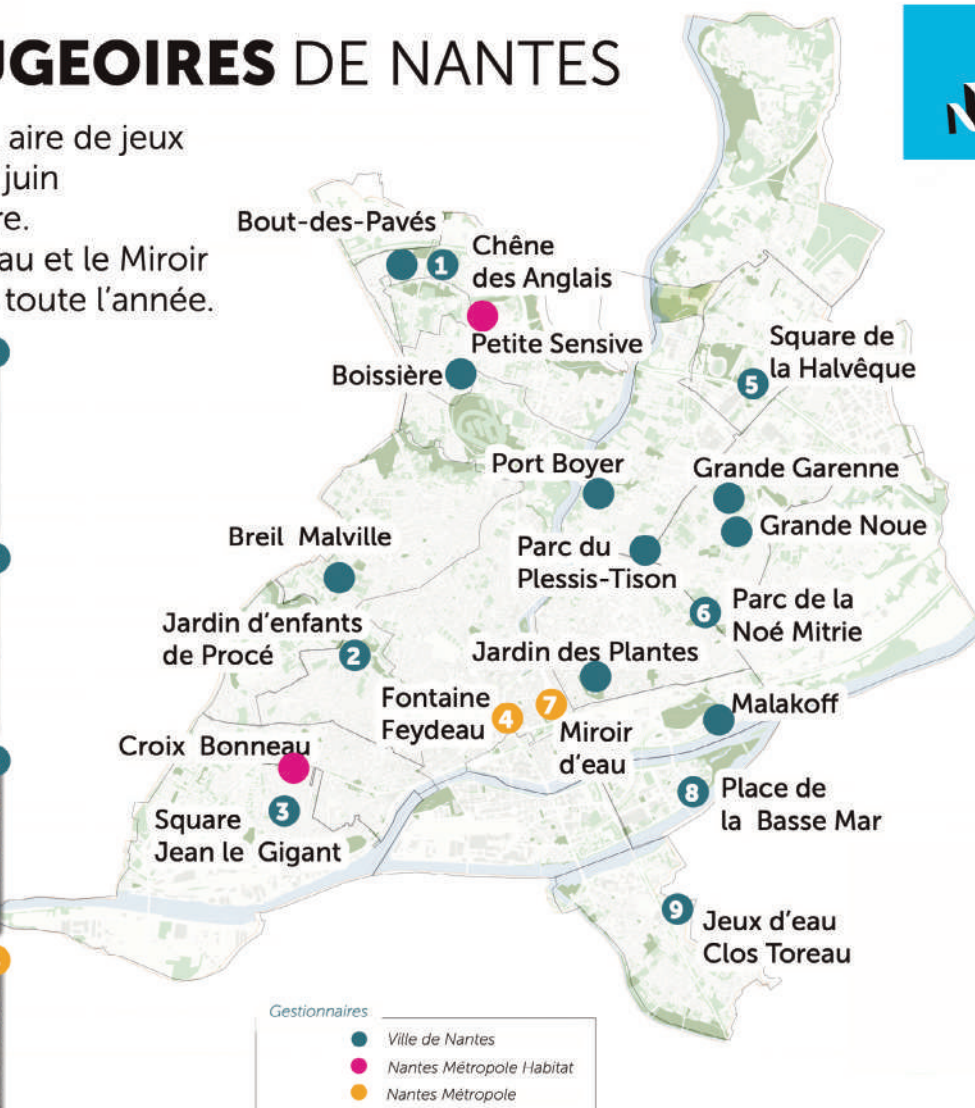 UGEOIRES DE NANTES
aire de jeux
juin
re.
au et le Miroir
toute l'année.
Bout-des-Pavés
1
Chêne
des Anglais
Petite Sensive
Boissière
Square de
la Halvêque
5
Port Boyer
Grande Garenne
Grande Noue
Breil Malville
Parc du
Plessis-Tison
6
Parc de la
Noé Mitrie
Jardin d'enfants
de Procé
2
Jardin des Plantes
Fontaine
Feydeau
4
7
Miroir
d'eau
Malakoff
Croix Bonneau
3
Square
Jean le Gigant
8
Place de
la Basse Mar
9
Jeux d'eau
Clos Toreau
Gestionnaires
Ville de Nantes
Nantes Métropole Habitat
Nantes Métropole